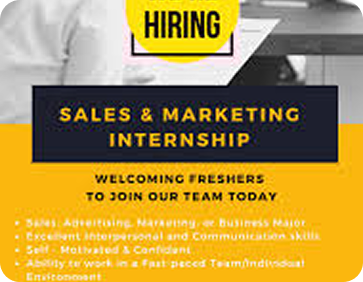 HIRING
SALES & MARKETING
INTERNSHIP
WELCOMING FRESHERS
TO JOIN OUR TEAM TODAY
• Sales, Advertising, Marketing, or Business Major
• Excellent Interpersonal and Communication skills
• Self - Motivated & Confident
• Ability to work in a Fast-paced Team/Individual
Environment